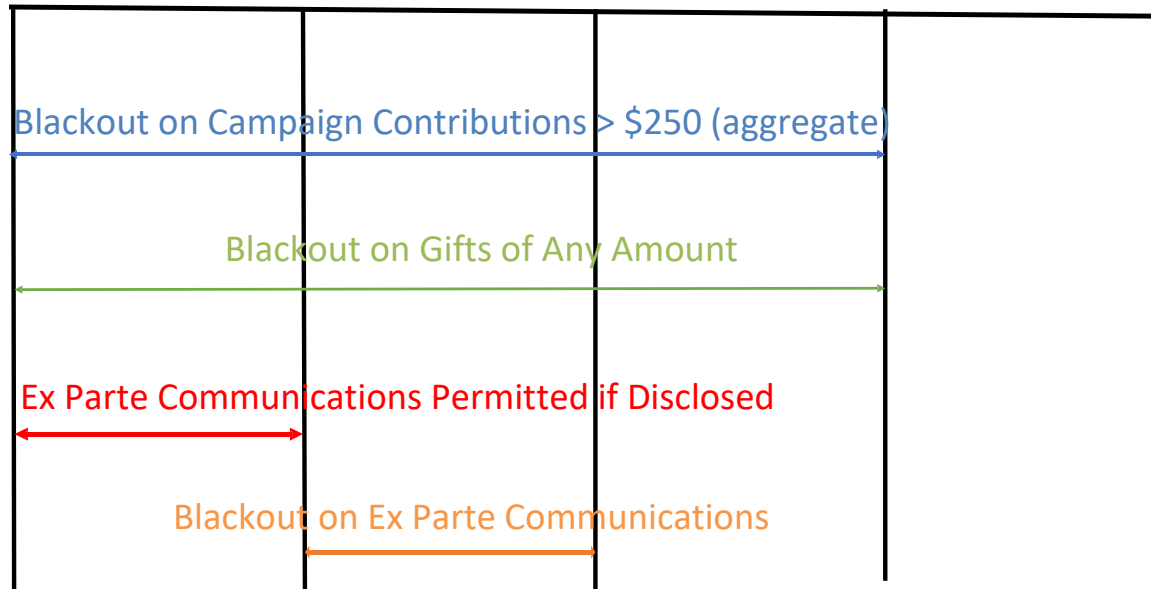 Blackout on Campaign Contributions > $250 (aggregate)
Blackout on Gifts of Any Amount
Ex Parte Communications Permitted if Disclosed
Blackout on Ex Parte Communications